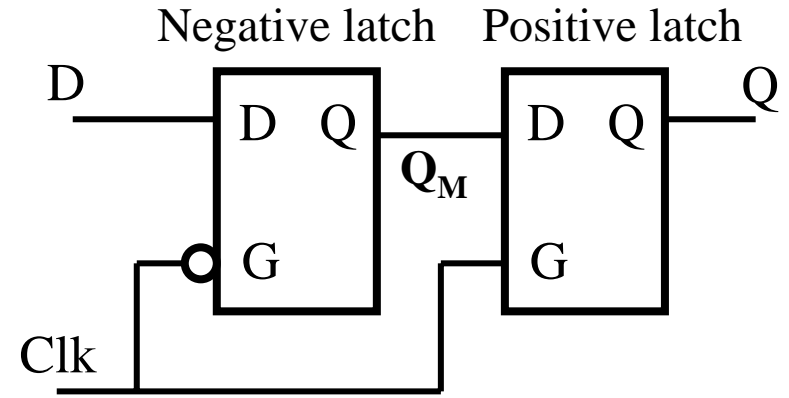 Negative latch
Positive latch
D
Q
D
Q
D
Q
Q_M
G
G
Clk